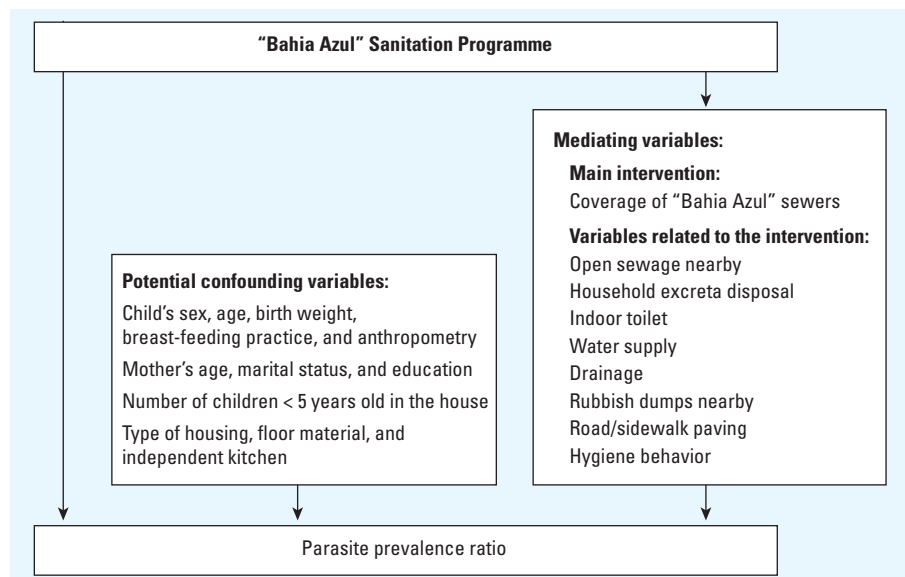 “Bahia Azul” Sanitation Programme
Potential confounding variables:
Child's sex, age, birth weight,
breast-feeding practice, and anthropometry
Mother's age, marital status, and education
Number of children < 5 years old in the house
Type of housing, floor material, and
independent kitchen
Mediating variables:
Main intervention:
Coverage of “Bahia Azul” sewers
Variables related to the intervention:
Open sewage nearby
Household excreta disposal
Indoor toilet
Water supply
Drainage
Rubbish dumps nearby
Road/sidewalk paving
Hygiene behavior
Parasite prevalence ratio